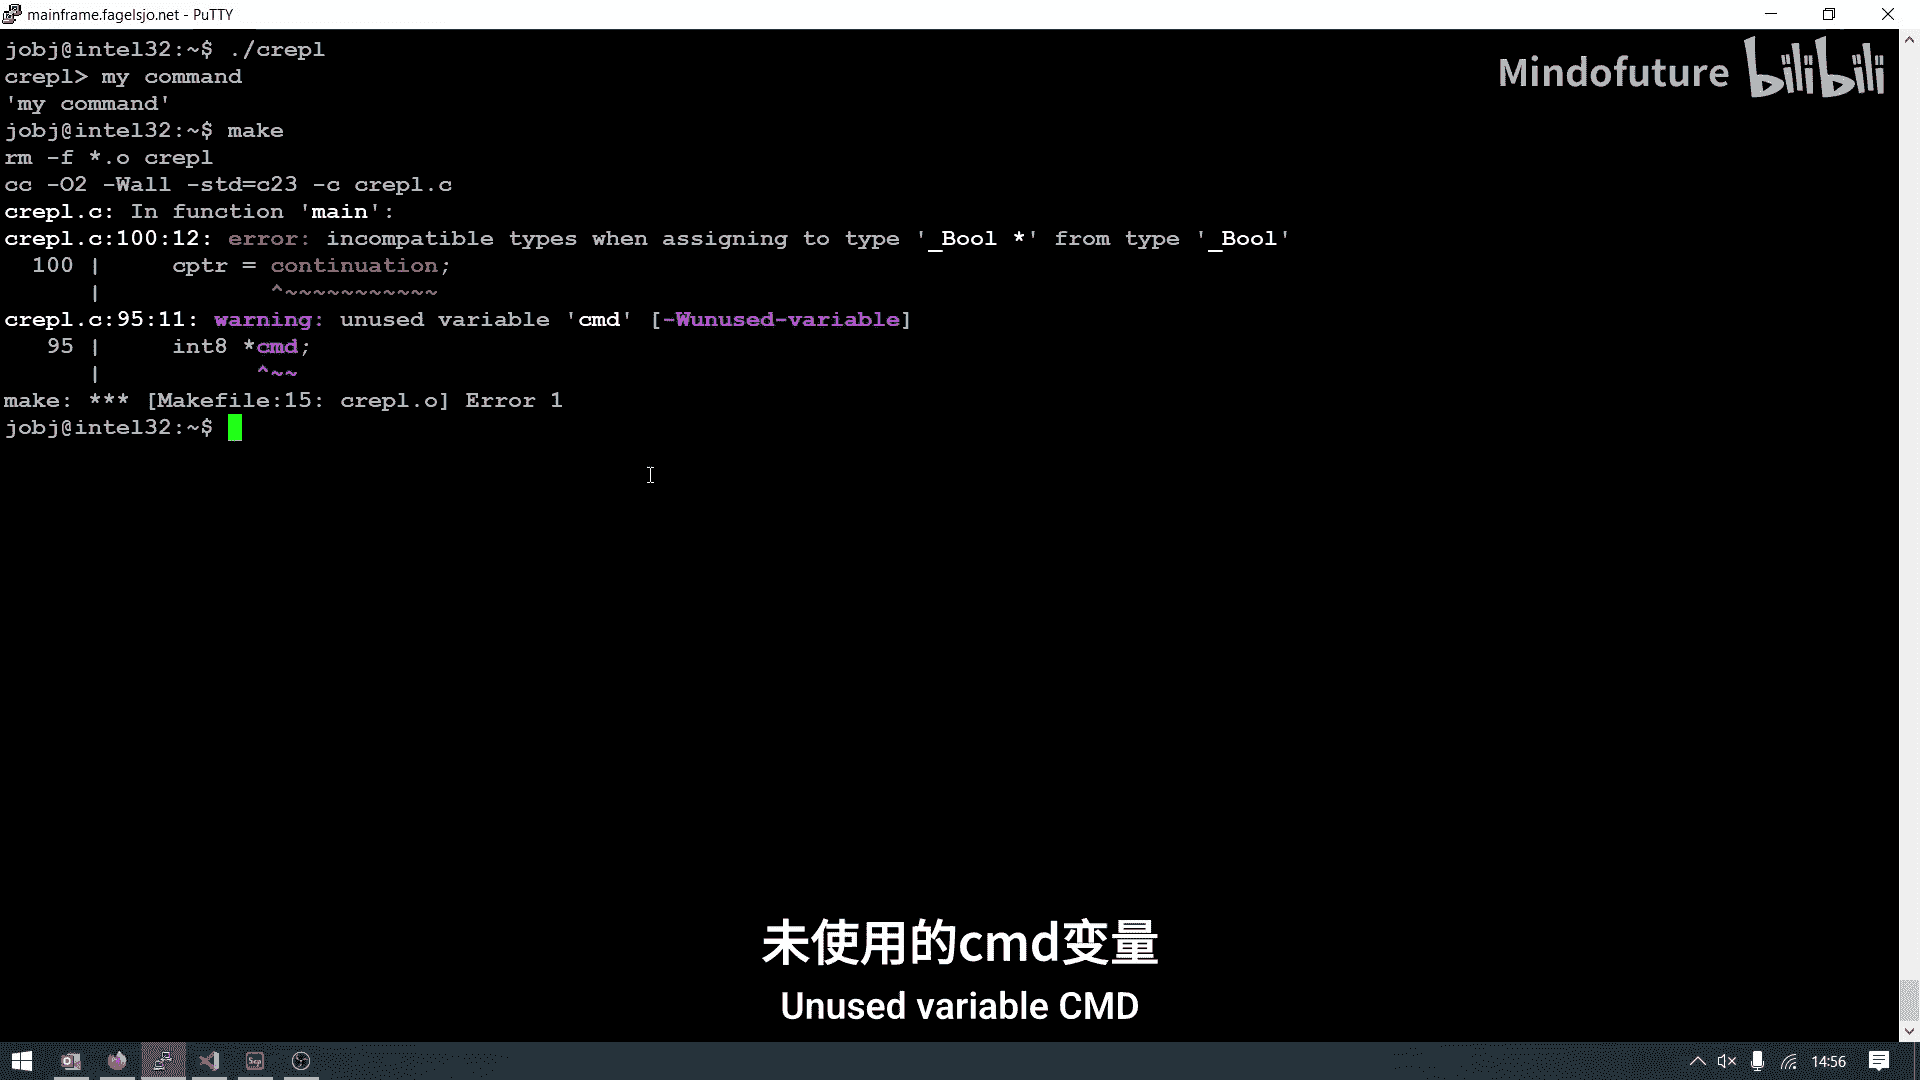 mainframe.fagelsjo.net - PuTTY
jobj@intel32:~$ ./crepl
crepl> my command
'my command'
jobj@intel32:~$ make
rm -f *.o crepl
cc -O2 -Wall -std=c23 -c crepl.c
crepl.c: In function 'main':
crepl.c:100:12: error: incompatible types when assigning to type '_Bool *' from type '_Bool'
100 | cptr = continuation;
| ^~~~~~~~~~~~
crepl.c:95:11: warning: unused variable 'cmd' [-Wunused-variable]
95 | int8 *cmd;
| ^~~
make: *** [Makefile:15: crepl.o] Error 1
jobj@intel32:~$
Mindofuture bilibili
未使用的cmd变量
Unused variable CMD
14:56